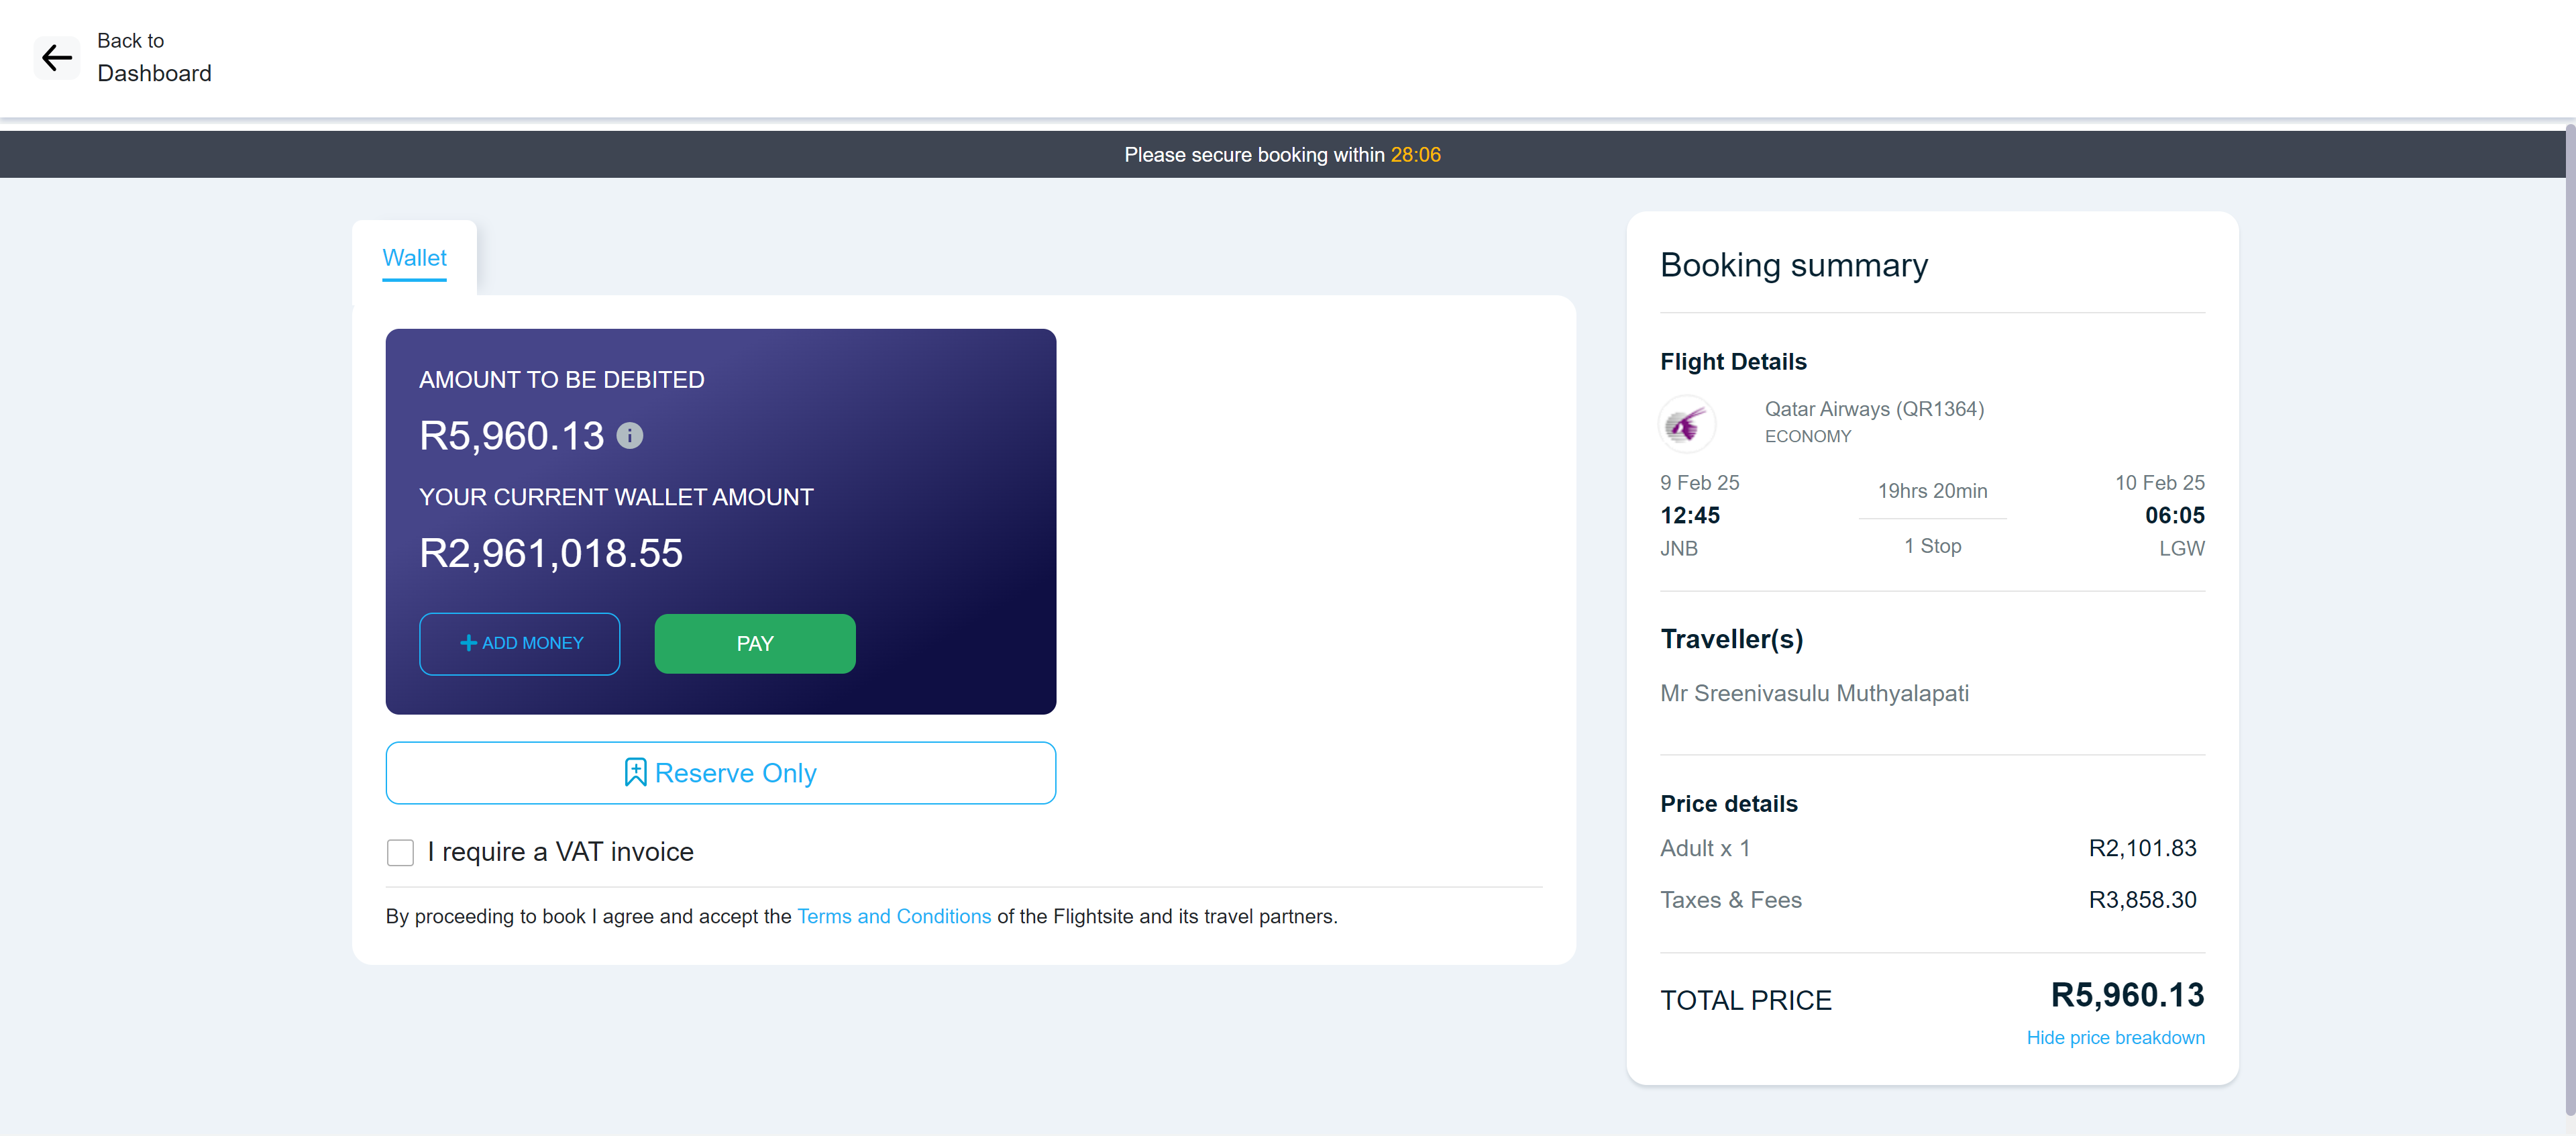 Back to
Dashboard
Please secure booking within 28:06
Wallet
AMOUNT TO BE DEBITED
R5,960.13
YOUR CURRENT WALLET AMOUNT
R2,961,018.55
ADD MONEY
PAY
Reserve Only
I require a VAT invoice
By proceeding to book I agree and accept the Terms and Conditions of the Flightsite and its travel partners.
Booking summary
Flight Details
Qatar Airways (QR1364)
ECONOMY
9 Feb 25
12:45
JNB
19hrs 20min
1 Stop
10 Feb 25
06:05
LGW
Traveller(s)
Mr Sreenivasulu Muthyalapati
Price details
Adult x 1 R2,101.83
Taxes & Fees R3,858.30
TOTAL PRICE R5,960.13
Hide price breakdown